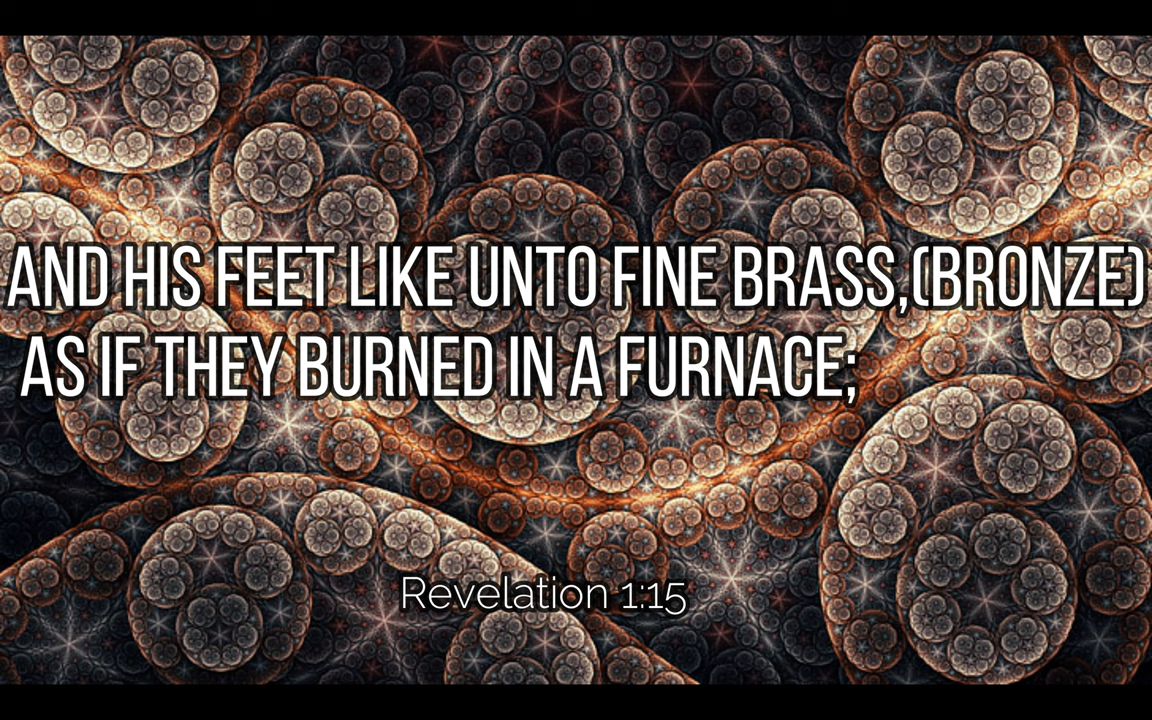 AND HIS FEET LIKE UNTO FINE BRASS,(BRONZE)
AS IF THEY BURNED IN A FURNACE;
Revelation 1:15